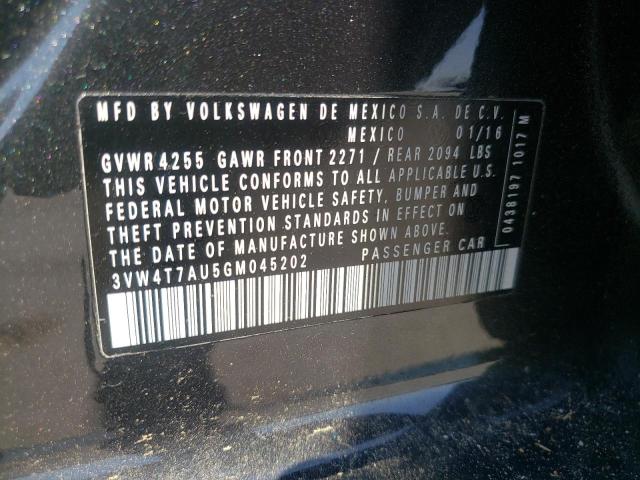 MFD BY VOLKSWAGEN DE MEXICO S.A. DE C.V.
MEXICO 01/16
GVWR 4255 GAWR FRONT 2271 / REAR 2094 LBS
THIS VEHICLE CONFORMS TO ALL APPLICABLE U.S.
FEDERAL MOTOR VEHICLE SAFETY, BUMPER AND
THEFT PREVENTION STANDARDS IN EFFECT ON
THE DATE OF MANUFACTURE SHOWN ABOVE.
3VW4T7AU5GM045202 PASSENGER CAR
0438197 1017 M